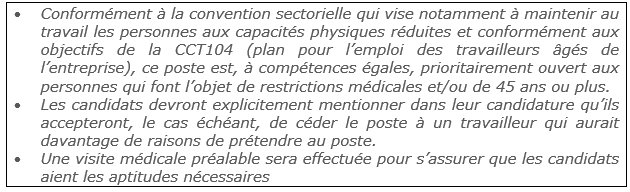 • Conformément à la convention sectorielle qui vise notamment à maintenir au
travail les personnes aux capacités physiques réduites et conformément aux
objectifs de la CCT104 (plan pour l'emploi des travailleurs âgés de
l'entreprise), ce poste est, à compétences égales, prioritairement ouvert aux
personnes qui font l'objet de restrictions médicales et/ou de 45 ans ou plus.
• Les candidats devront explicitement mentionner dans leur candidature qu'ils
accepteront, le cas échéant, de céder le poste à un travailleur qui aurait
davantage de raisons de prétendre au poste.
• Une visite médicale préalable sera effectuée pour s'assurer que les candidats
aient les aptitudes nécessaires